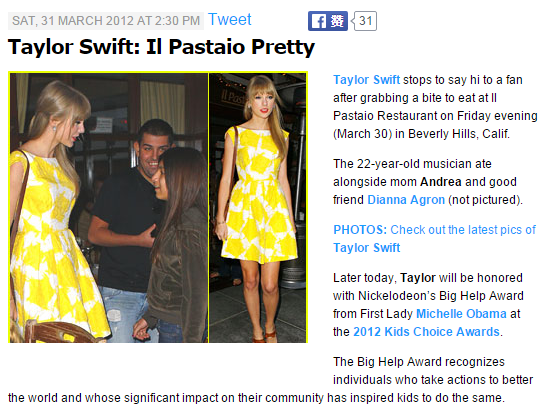 SAT, 31 MARCH 2012 AT 2:30 PM Tweet 赞 31
Taylor Swift: Il Pastaio Pretty
Taylor Swift stops to say hi to a fan
after grabbing a bite to eat at Il
Pastaio Restaurant on Friday evening
(March 30) in Beverly Hills, Calif.
The 22-year-old musician ate
alongside mom Andrea and good
friend Dianna Agron (not pictured).
PHOTOS: Check out the latest pics of
Taylor Swift
Later today, Taylor will be honored
with Nickelodeon's Big Help Award
from First Lady Michelle Obama at
the 2012 Kids Choice Awards.
The Big Help Award recognizes
individuals who take actions to better
the world and whose significant impact on their community has inspired kids to do the same.